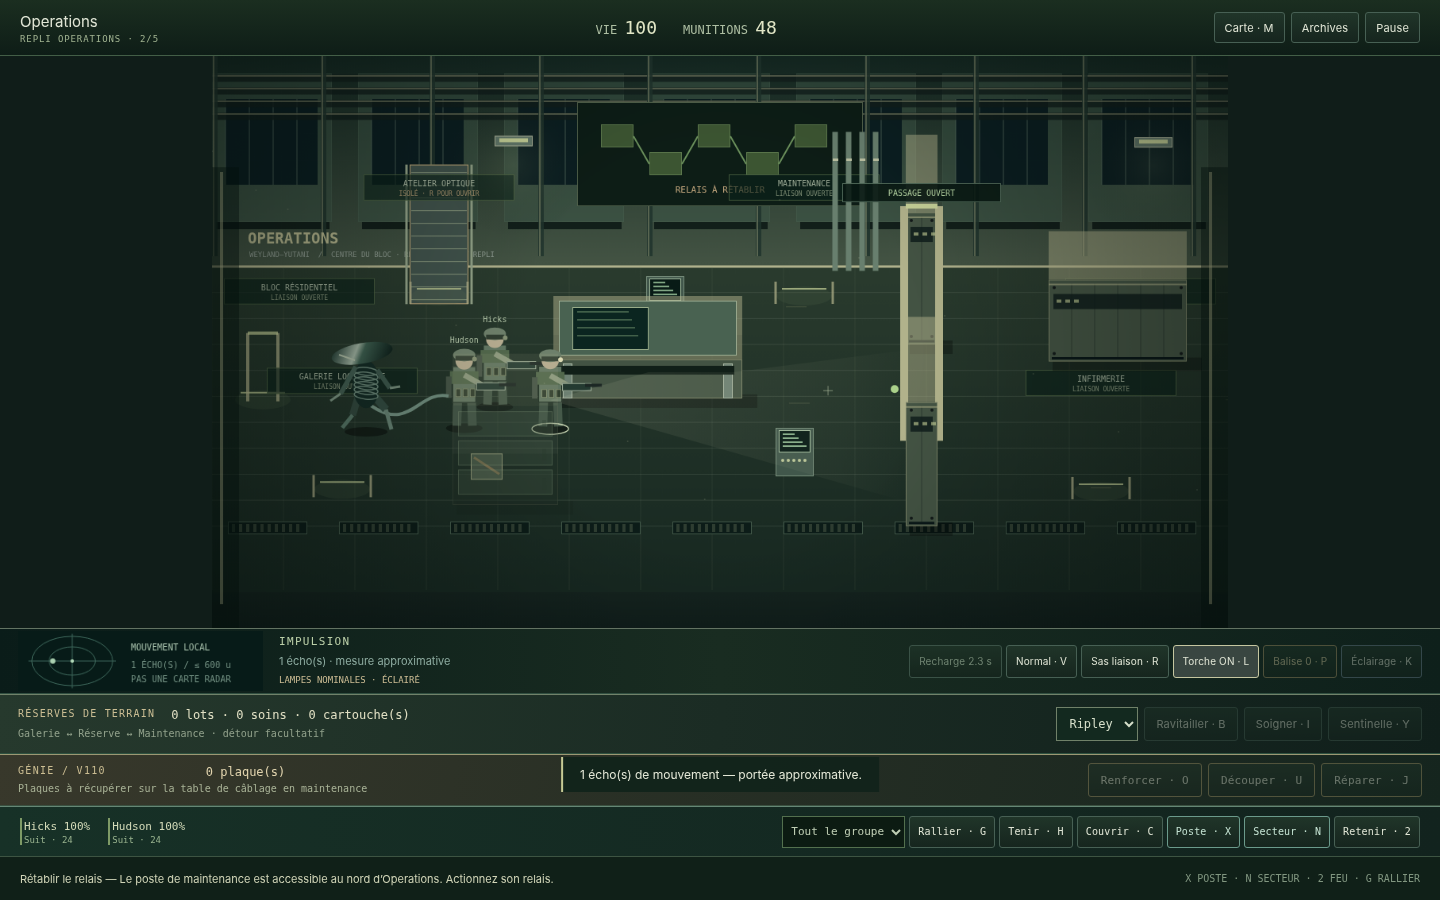 Operations
REPLI OPERATIONS · 2/5
VIE 100 MUNITIONS 48
Carte · M
Archives
Pause
ATELIER OPTIQUE
ISOLÉ · R POUR OUVRIR
RELAIS À RÉTABLIR
MAINTENANCE
LIAISON OUVERTE
PASSAGE OUVERT
OPERATIONS
WEYLAND-YUTANI / CENTRE DU BLOC · REPLI
BLOC RÉSIDENTIEL
LIAISON OUVERTE
Hicks
Hudson
GALERIE
LIAISON
INFIRMERIE
LIAISON OUVERTE
MOUVEMENT LOCAL
1 ÉCHO(S) / ≤ 600 u
PAS UNE CARTE RADAR
IMPULSION
1 écho(s) · mesure approximative
LAMPES NOMINALES · ÉCLAIRÉ
Recharge 2.3 s
Normal · V
Sas liaison · R
Torche ON · L
Balise 0 · P
Éclairage · K
RÉSERVES DE TERRAIN 0 lots · 0 soins · 0 cartouche(s)
Galerie ↔ Réserve ↔ Maintenance · détour facultatif
Ripley
Ravitailler · B
Soigner · I
Sentinelle · Y
GÉNIE / V110 0 plaque(s)
Plaques à récupérer sur la table de câblage en maintenance
1 écho(s) de mouvement — portée approximative.
Renforcer · O
Découper · U
Réparer · J
Hicks 100%
Suit · 24
Hudson 100%
Suit · 24
Tout le groupe
Rallier · G
Tenir · H
Couvrir · C
Poste · X
Secteur · N
Retenir · 2
Rétablir le relais — Le poste de maintenance est accessible au nord d’Operations. Actionnez son relais.
X POSTE · N SECTEUR · 2 FEU · G RALLIER